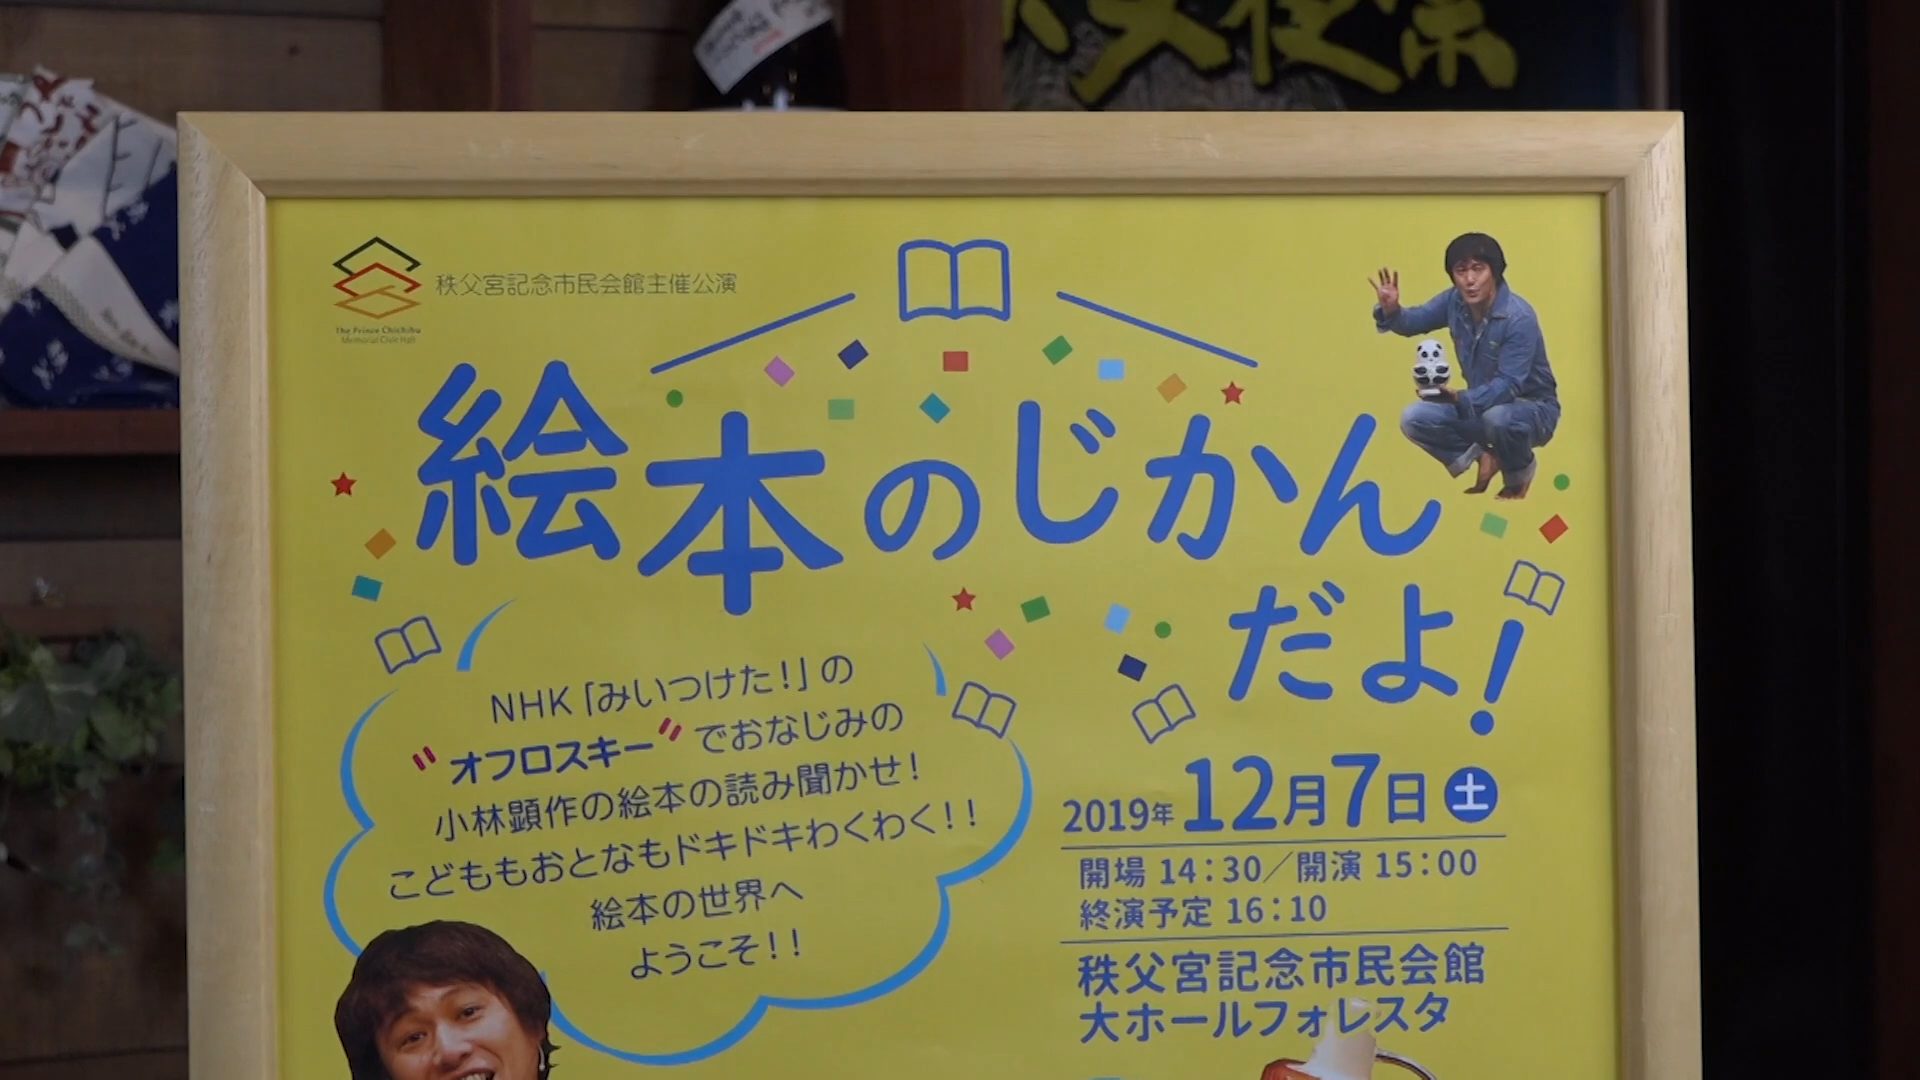 秩父宮記念市民会館主催公演
The Prince Chichibu
Memorial Civic Hall
絵本のじかん
だよ!
NHK「みいつけた!」の
"オフロスキー"でおなじみの
小林顕作の絵本の読み聞かせ!
こどももおとなもドキドキわくわく!!
絵本の世界へ
ようこそ!!
2019年12月7日土
開場 14:30/開演 15:00
終演予定 16:10
秩父宮記念市民会館
大ホールフォレスタ